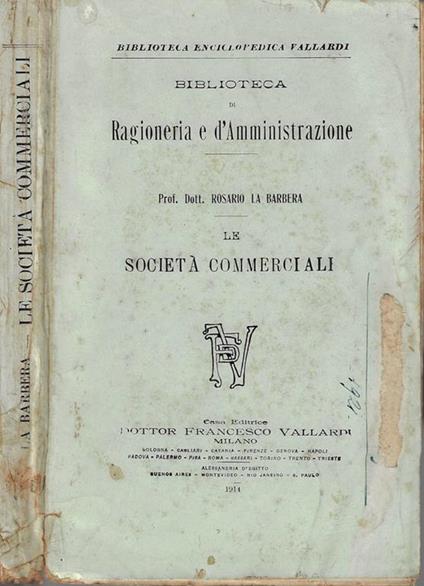 LA BARBERA — LE SOCIETÀ COMMERCIALI
BIBLIOTECA ENCICLOPEDICA VALLARDI
BIBLIOTECA
DI
Ragioneria e d'Amministrazione
Prof. Dott. ROSARIO LA BARBERA
LE
SOCIETÀ COMMERCIALI
Casa Editrice
DOTTOR FRANCESCO VALLARDI
MILANO
BOLOGNA - CAGLIARI - CATANIA - FIRENZE - GENOVA - NAPOLI
PADOVA - PALERMO - PISA - ROMA - SASSARI - TORINO - TRENTO - TRIESTE
ALESSANDRIA D'EGITTO
BUENOS AIRES - MONTEVIDEO - RIO JANEIRO - S. PAULO
1914